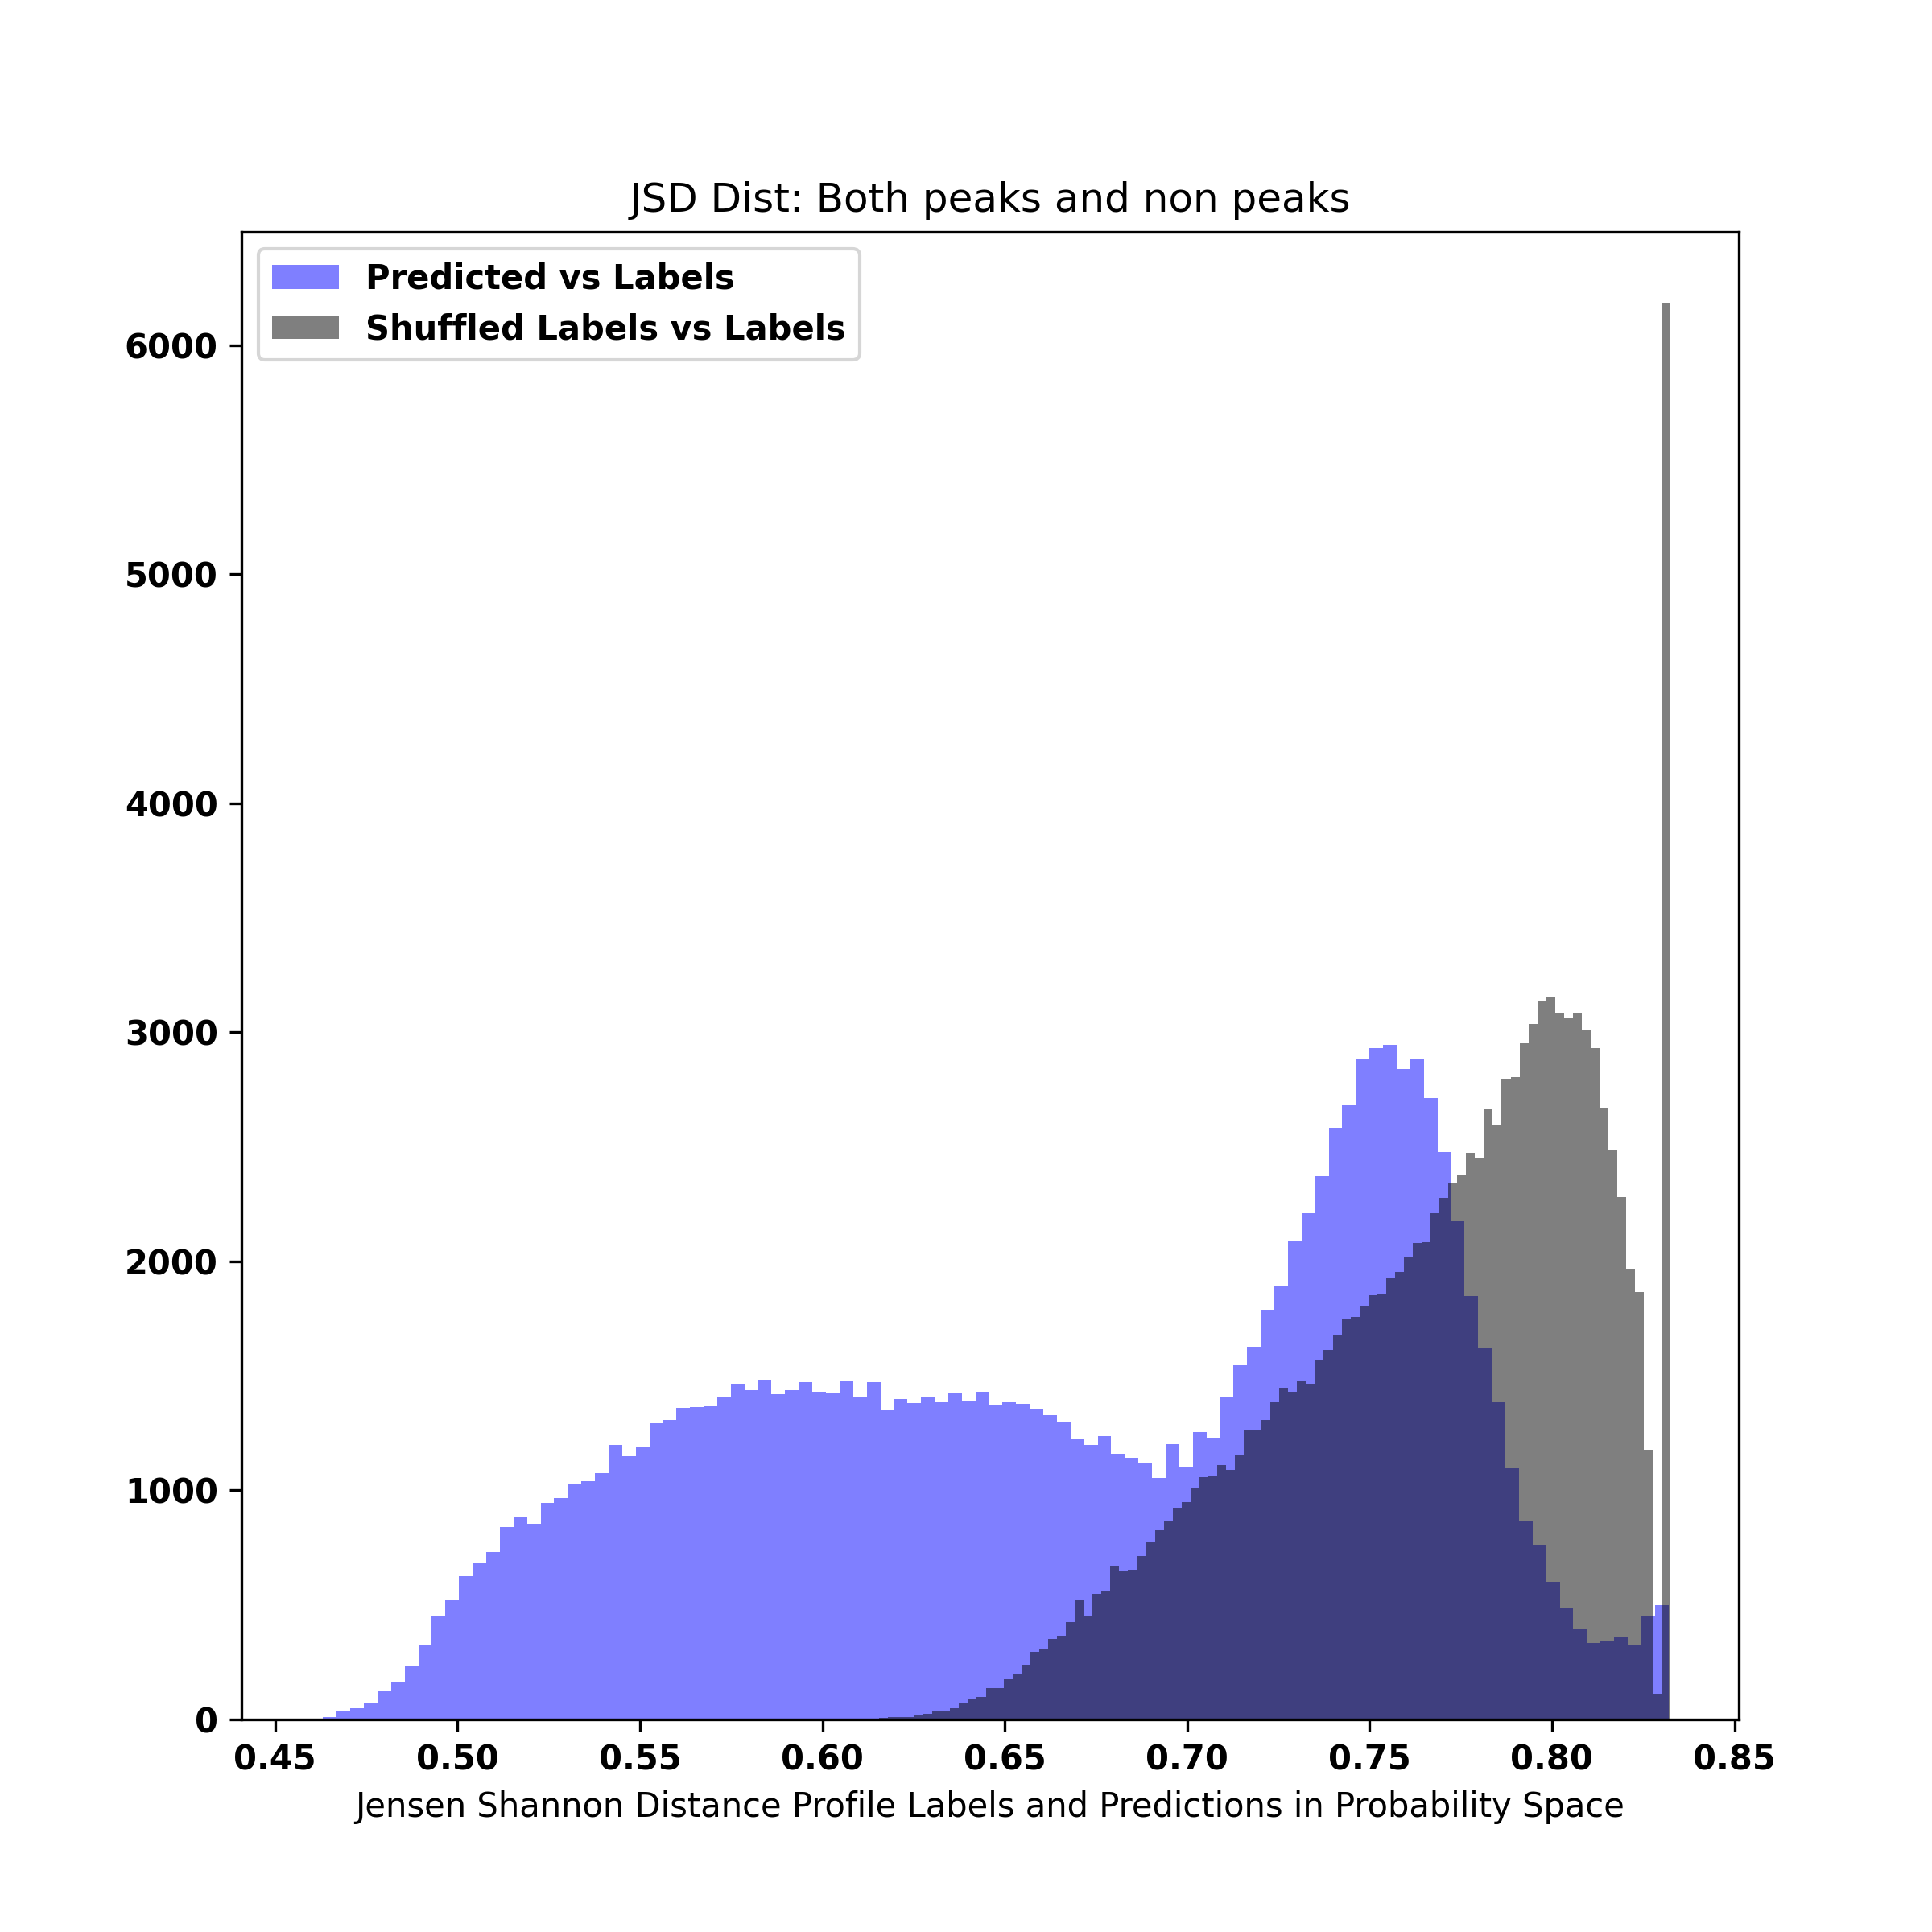 JSD Dist: Both peaks and non peaks
Predicted vs Labels
Shuffled Labels vs Labels
6000
5000
4000
3000
2000
1000
0
0.45 0.50 0.55 0.60 0.65 0.70 0.75 0.80 0.85
Jensen Shannon Distance Profile Labels and Predictions in Probability Space